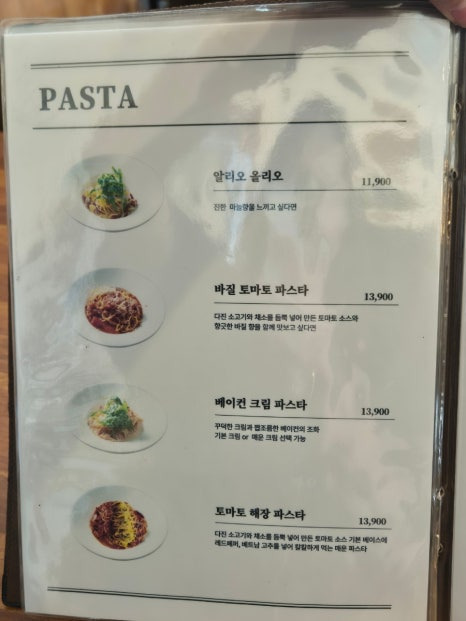 PASTA
알리오 올리오
11,900
진한 마늘향을 느끼고 싶다면
바질 토마토 파스타
13,900
다진 소고기와 채소를 듬뿍 넣어 만든 토마토 소스와
향긋한 바질 향을 함께 맛보고 싶다면
베이컨 크림 파스타
13,900
꾸덕한 크림과 짭조름한 베이컨의 조화
기본 크림 or 매운 크림 선택 가능
토마토 해장 파스타
13,900
다진 소고기와 채소를 듬뿍 넣어 만든 토마토 소스 기본 베이스에
레드페퍼, 베트남 고추를 넣어 칼칼하게 먹는 매운 파스타